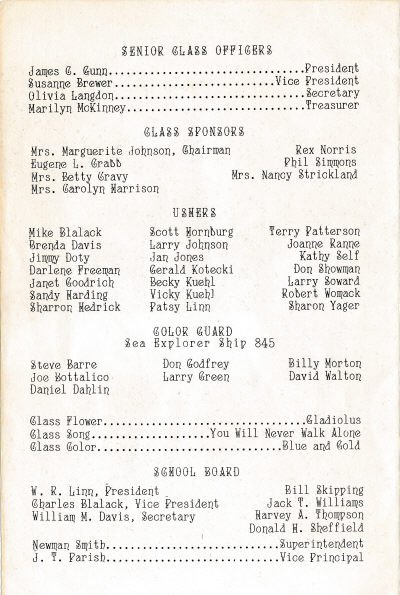 SENIOR CLASS OFFICERS
James C. Gunn..............................President
Susanne Brewer.........................Vice President
Olivia Langdon.............................Secretary
Marilyn McKinney...........................Treasurer
CLASS SPONSORS
Mrs. Marguerite Johnson, Chairman Rex Norris
Eugene L. Crabb Phil Simmons
Mrs. Betty Cravy Mrs. Nancy Strickland
Mrs. Carolyn Harrison
USHERS
Mike Blalack Scott Hornburg Terry Patterson
Brenda Davis Larry Johnson Joanne Ranne
Jimmy Doty Jan Jones Kathy Self
Darlene Freeman Gerald Kotecki Don Showman
Janet Goodrich Becky Kuehl Larry Soward
Sandy Harding Vicky Kuehl Robert Womack
Sharron Hedrick Patsy Linn Sharon Yager
COLOR GUARD
Sea Explorer Ship 845
Steve Barre Don Godfrey Billy Morton
Joe Bottalico Larry Green David Walton
Daniel Dahlin
Class Flower...............................Gladiolus
Class Song..................You Will Never Walk Alone
Class Color............................Blue and Gold
SCHOOL BOARD
W. R. Linn, President Bill Skipping
Charles Blalack, Vice President Jack T. Williams
William M. Davis, Secretary Harvey A. Thompson
Donald H. Sheffield
Newman Smith...........................Superintendent
J. T. Parish...........................Vice Principal